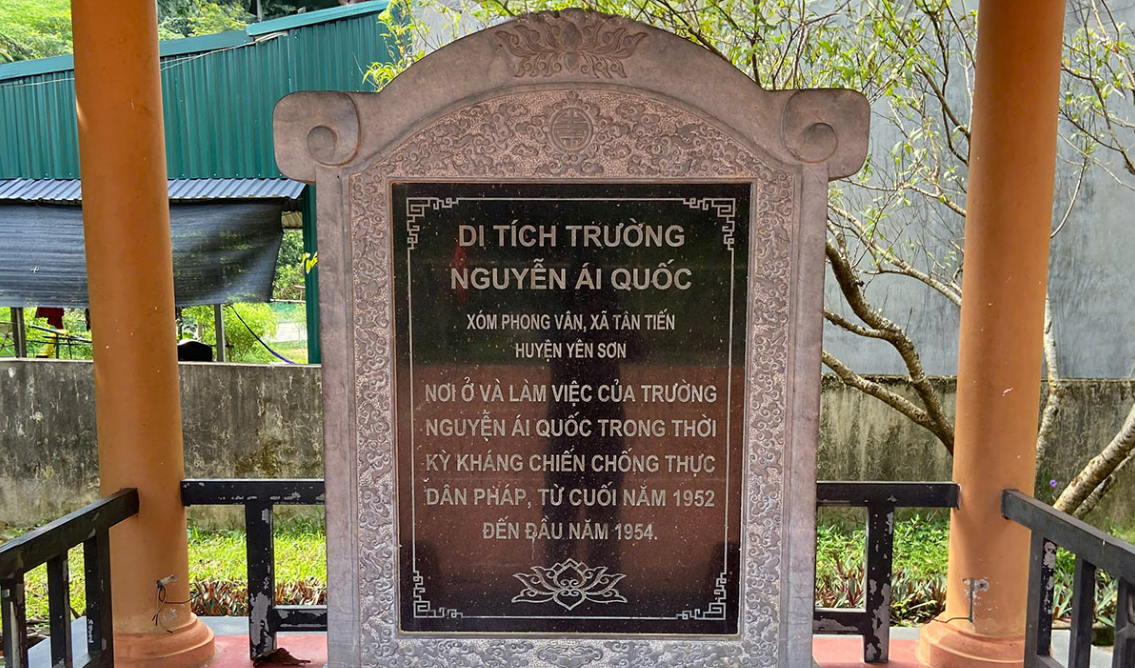 DI TÍCH TRƯỜNG
NGUYỄN ÁI QUỐC
XÓM PHONG VÂN, XÃ TÂN TIẾN
HUYỆN YÊN SƠN
NƠI Ở VÀ LÀM VIỆC CỦA TRƯỜNG
NGUYỄN ÁI QUỐC TRONG THỜI
KỲ KHÁNG CHIẾN CHỐNG THỰC
DÂN PHÁP, TỪ CUỐI NĂM 1952
ĐẾN ĐẦU NĂM 1954.